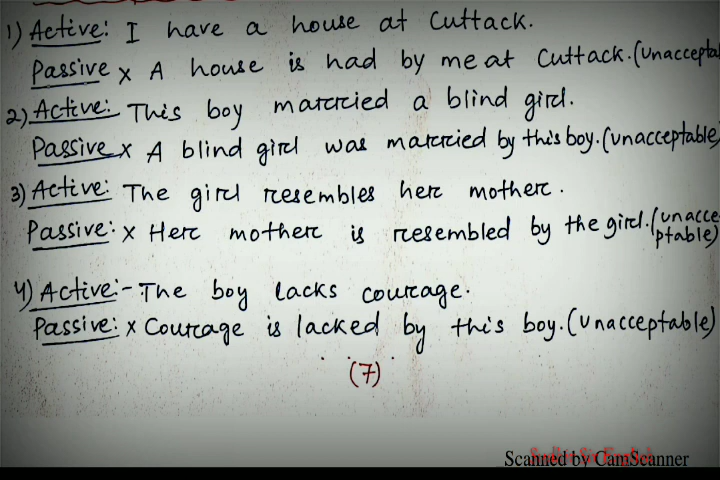 1) Active: I have a house at Cuttack.
Passive x A house is had by me at Cuttack. (Unaccepta
2) Active: This boy married a blind girl.
Passive x A blind girl was married by this boy. (unacceptable)
3) Active: The girl resembles her mother.
Passive: x Her mother is resembled by the girl. (unacce-
ptable)
4) Active:- The boy lacks courage.
Passive: x Courage is lacked by this boy. (Unacceptable)
(7)
Scanned by CamScanner